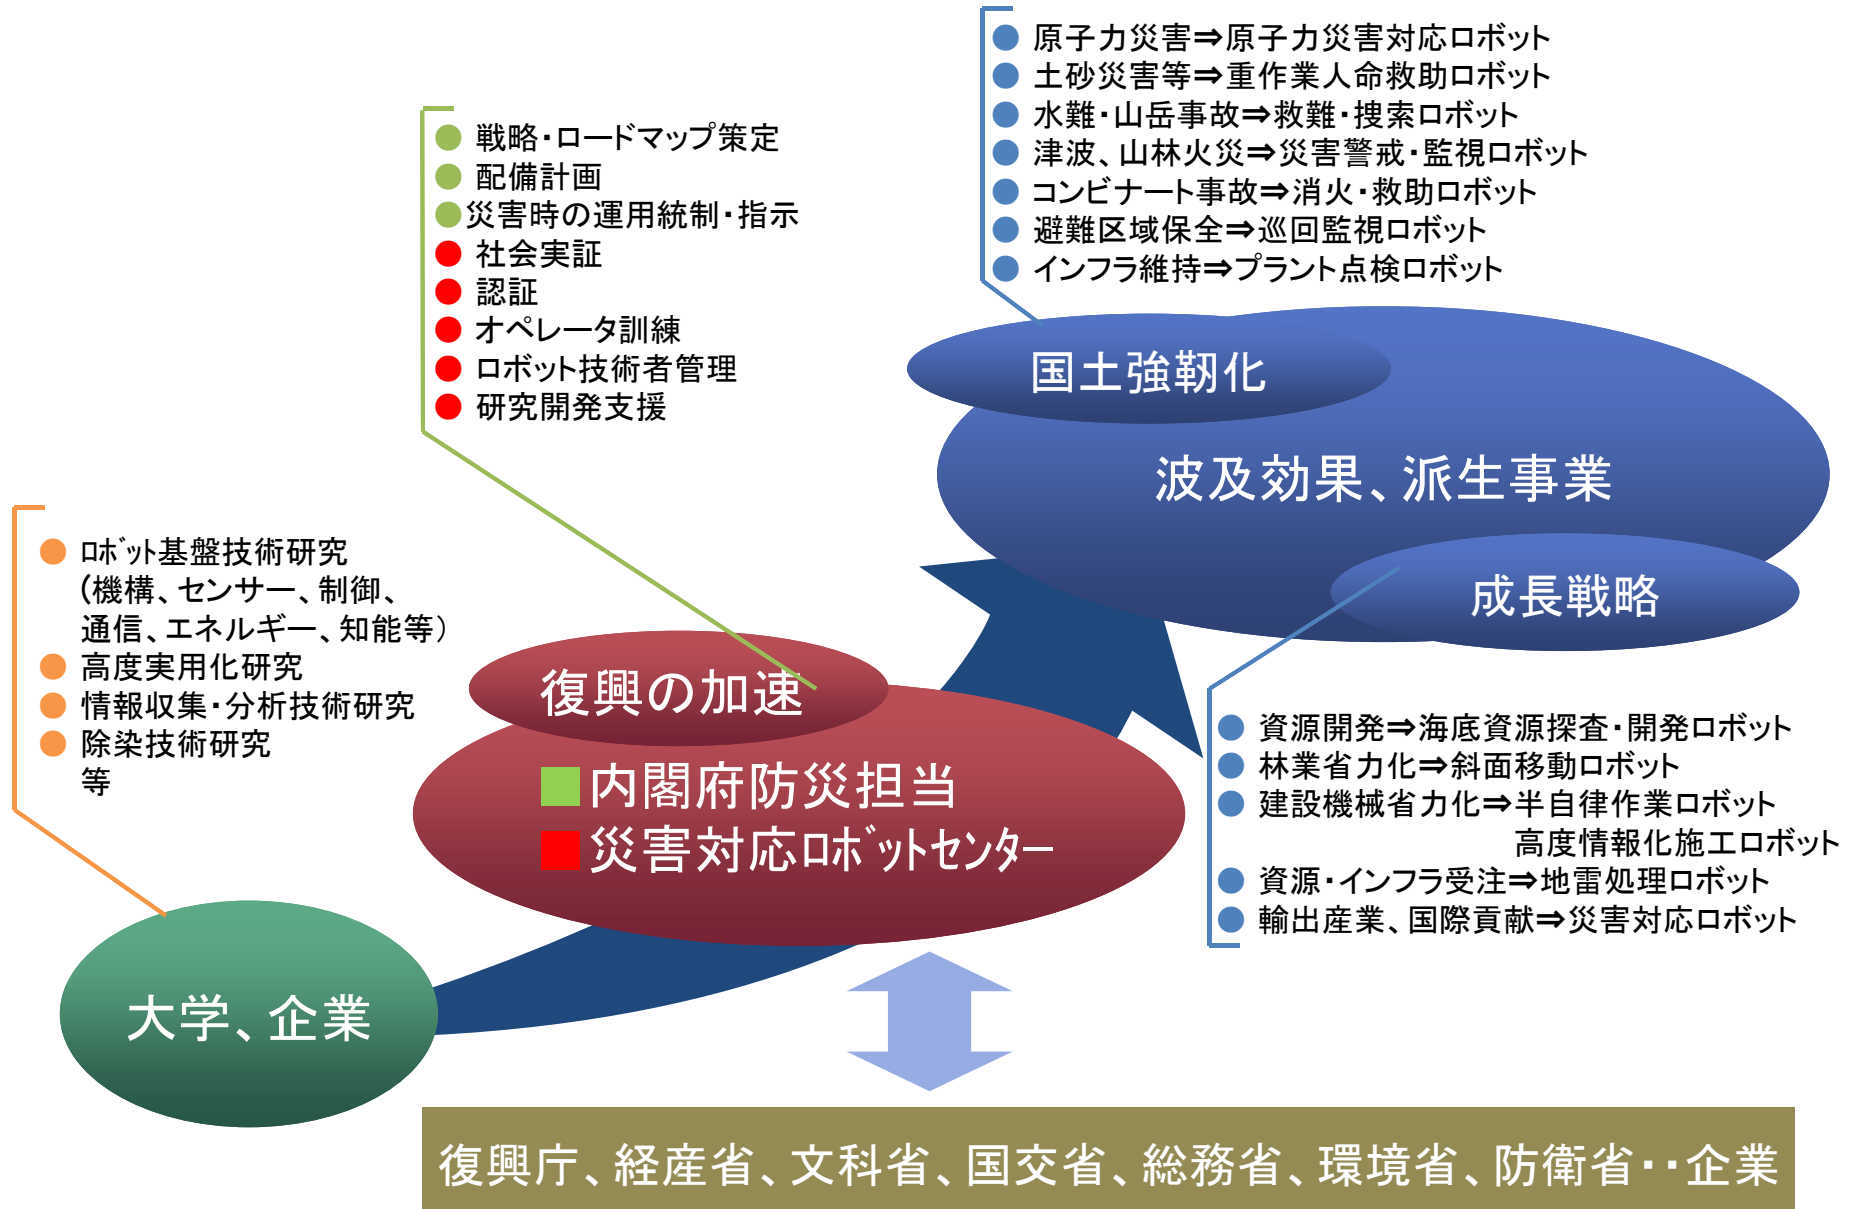 原子力災害⇒原子力災害対応ロボット
土砂災害等⇒重作業人命救助ロボット
水難・山岳事故⇒救難・捜索ロボット
津波、山林火災⇒災害警戒・監視ロボット
コンビナート事故⇒消火・救助ロボット
避難区域保全⇒巡回監視ロボット
インフラ維持⇒プラント点検ロボット
戦略・ロードマップ策定
配備計画
災害時の運用統制・指示
社会実証
認証
オペレータ訓練
ロボット技術者管理
研究開発支援
国土強靭化
波及効果、派生事業
成長戦略
ﾛﾎﾞｯﾄ基盤技術研究
(機構、センサー、制御、
通信、エネルギー、知能等）
高度実用化研究
情報収集・分析技術研究
除染技術研究
等
復興の加速
内閣府防災担当
災害対応ﾛﾎﾞｯﾄｾﾝﾀｰ
資源開発⇒海底資源探査・開発ロボット
林業省力化⇒斜面移動ロボット
建設機械省力化⇒半自律作業ロボット
高度情報化施工ロボット
資源・インフラ受注⇒地雷処理ロボット
輸出産業、国際貢献⇒災害対応ロボット
大学、企業
復興庁、経産省、文科省、国交省、総務省、環境省、防衛省・・企業